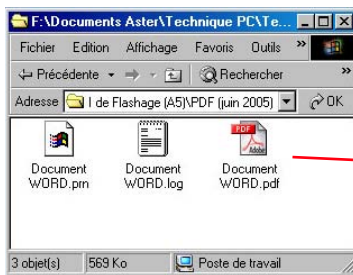 F:\Documents Aster\Technique PC\Te...
Fichier Edition Affichage Favoris Outils »
Précédente Rechercher »
Adresse l de Flashage (A5)\PDF (juin 2005) OK
PDF
Adobe
Document WORD.prn
Document WORD.log
Document WORD.pdf
3 objet(s) 569 Ko Poste de travail